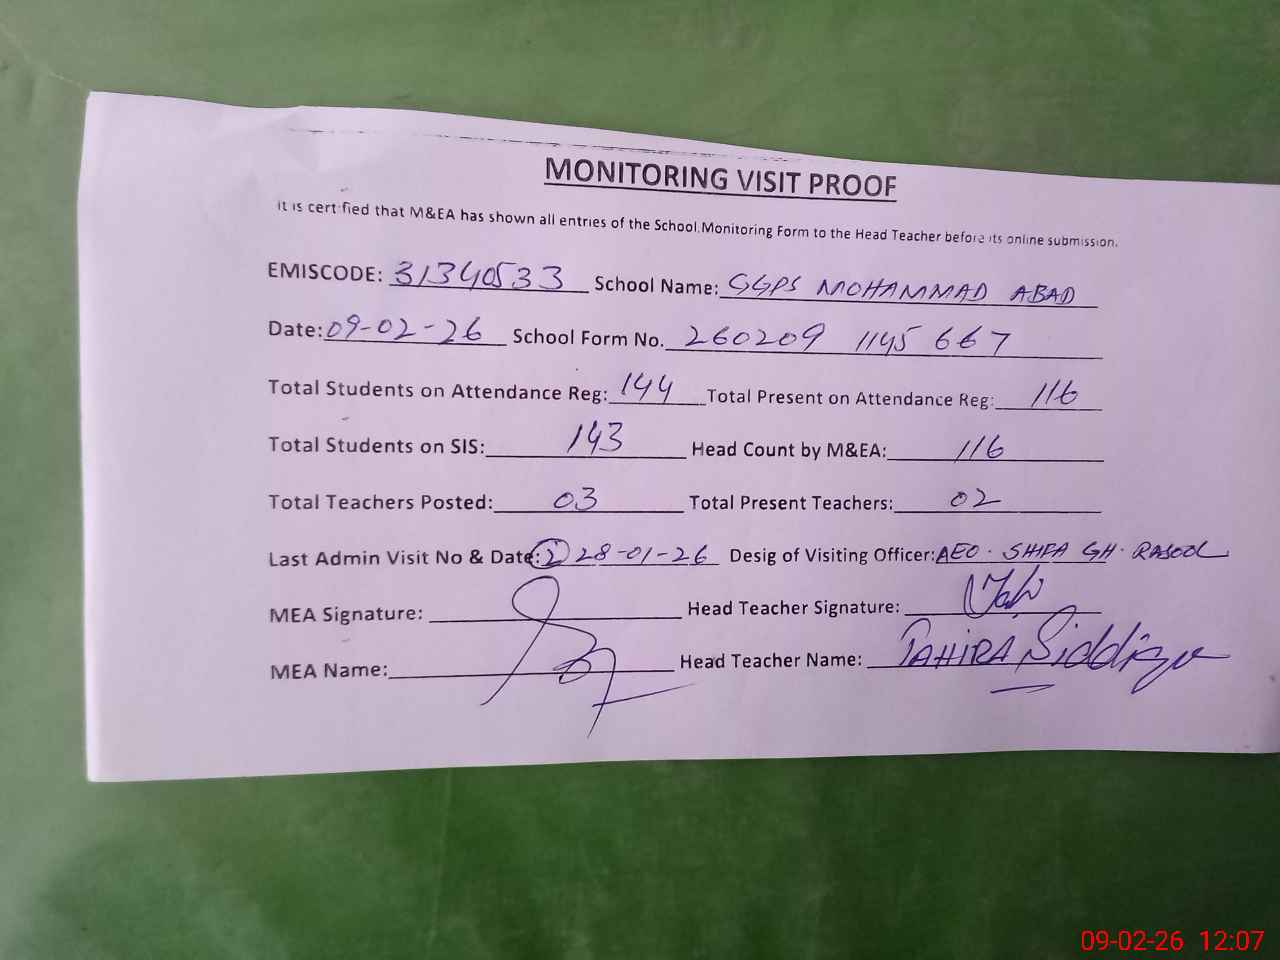 MONITORING VISIT PROOF
It is certified that M&EA has shown all entries of the School Monitoring Form to the Head Teacher before its online submission.
EMISCODE: 31340533 School Name: GGPS MOHAMMAD ABAD
Date: 09-02-26 School Form No. 260209 1145 667
Total Students on Attendance Reg: 144 Total Present on Attendance Reg: 116
Total Students on SIS: 143 Head Count by M&EA: 116
Total Teachers Posted: 03 Total Present Teachers: 02
Last Admin Visit No & Date: 2 28-01-26 Desig of Visiting Officer: AEO. SHIFA GH. RASOOL
MEA Signature: Head Teacher Signature:
MEA Name: Head Teacher Name: TAHIRA Siddiqu
09-02-26 12:07